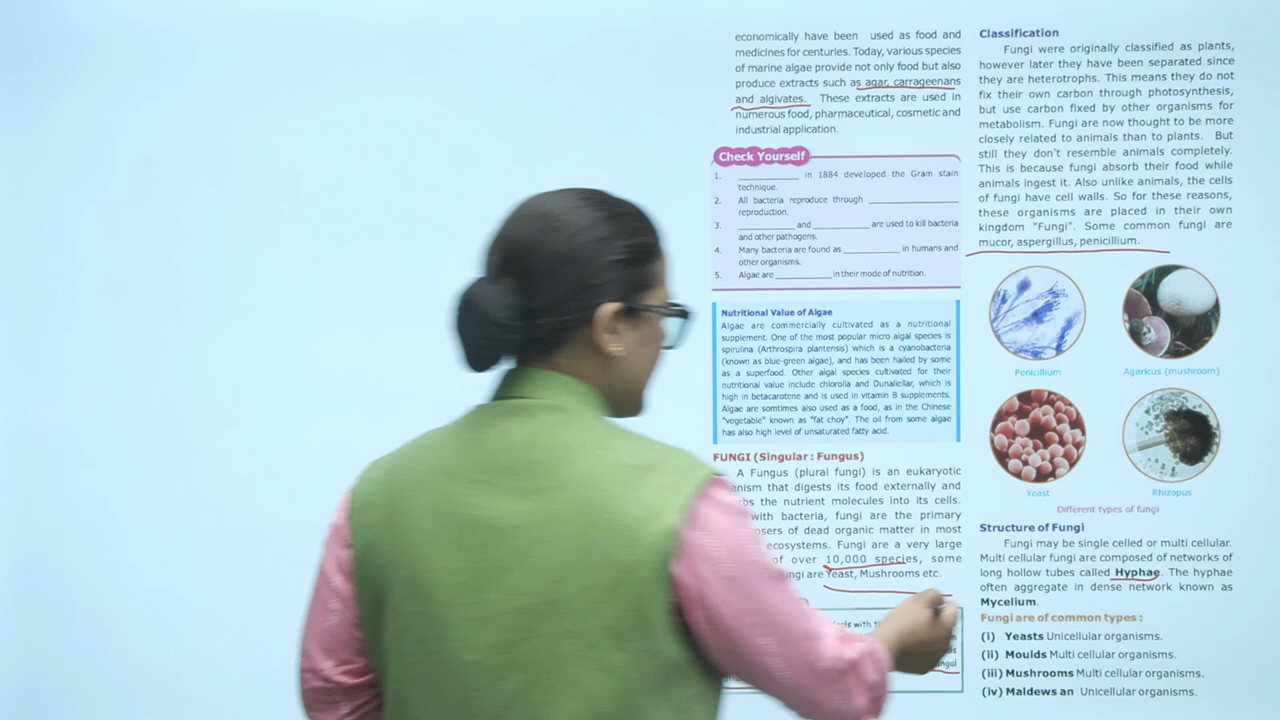 economically have been used as food and
medicines for centuries. Today, various species
of marine algae provide not only food but also
produce extracts such as agar, carrageenans
and algivates. These extracts are used in
numerous food, pharmaceutical, cosmetic and
industrial application.
Check Yourself
1. ____________ in 1884 developed the Gram stain
technique.
2. All bacteria reproduce through ____________
reproduction.
3. ____________ and ____________ are used to kill bacteria
and other pathogens.
4. Many bacteria are found as ____________ in humans and
other organisms.
5. Algae are ____________ in their mode of nutrition.
Nutritional Value of Algae
Algae are commercially cultivated as a nutritional
supplement. One of the most popular micro algal species is
spirulina (Arthrospira plantensis) which is a cyanobacteria
(known as blue-green algae), and has been hailed by some
as a superfood. Other algal species cultivated for their
nutritional value include chlorolla and Dunaliellar, which is
high in betacarotene and is used in vitamin B supplements.
Algae are somtimes also used as a food, as in the Chinese
"vegetable" known as "fat choy". The oil from some algae
has also high level of unsaturated fatty acid.
FUNGI (Singular : Fungus)
A Fungus (plural fungi) is an eukaryotic
anism that digests its food externally and
bs the nutrient molecules into its cells.
with bacteria, fungi are the primary
osers of dead organic matter in most
ecosystems. Fungi are a very large
of over 10,000 species, some
ngi are Yeast, Mushrooms etc.
with
ngal
Classification
Fungi were originally classified as plants,
however later they have been separated since
they are heterotrophs. This means they do not
fix their own carbon through photosynthesis,
but use carbon fixed by other organisms for
metabolism. Fungi are now thought to be more
closely related to animals than to plants. But
still they don't resemble animals completely.
This is because fungi absorb their food while
animals ingest it. Also unlike animals, the cells
of fungi have cell walls. So for these reasons,
these organisms are placed in their own
kingdom "Fungi". Some common fungi are
mucor, aspergillus, penicillium.
Penicillium
Agaricus (mushroom)
Yeast
Rhizopus
Different types of fungi
Structure of Fungi
Fungi may be single celled or multi cellular.
Multi cellular fungi are composed of networks of
long hollow tubes called Hyphae. The hyphae
often aggregate in dense network known as
Mycelium.
Fungi are of common types :
(i) Yeasts Unicellular organisms.
(ii) Moulds Multi cellular organisms.
(iii) Mushrooms Multi cellular organisms.
(iv) Maldews an Unicellular organisms.